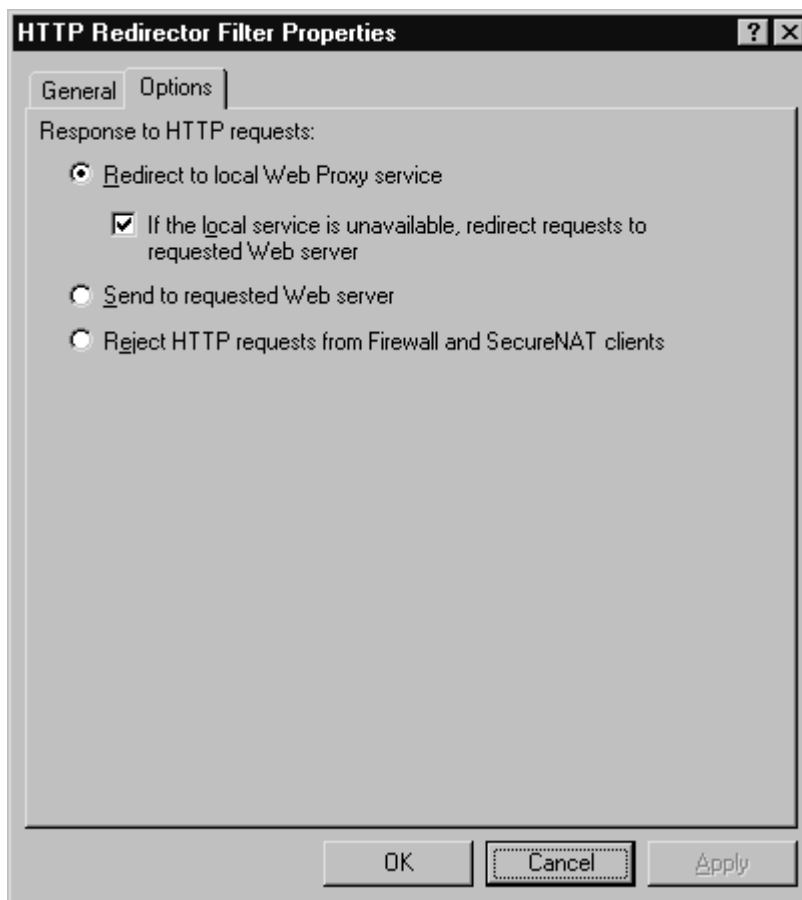 HTTP Redirector Filter Properties
General Options
Response to HTTP requests:
Redirect to local Web Proxy service
If the local service is unavailable, redirect requests to
requested Web server
Send to requested Web server
Reject HTTP requests from Firewall and SecureNAT clients
OK Cancel Apply